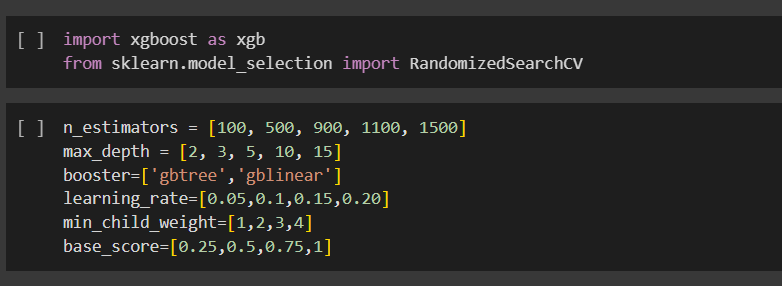 [ ] import xgboost as xgb
from sklearn.model_selection import RandomizedSearchCV
[ ] n_estimators = [100, 500, 900, 1100, 1500]
max_depth = [2, 3, 5, 10, 15]
booster=['gbtree','gblinear']
learning_rate=[0.05,0.1,0.15,0.20]
min_child_weight=[1,2,3,4]
base_score=[0.25,0.5,0.75,1]